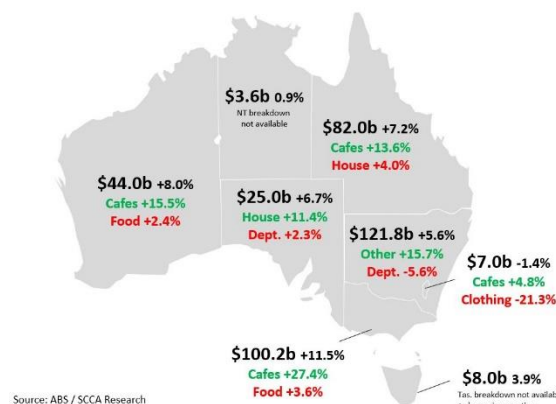 $3.6b 0.9%
NT breakdown
not available
$82.0b +7.2%
Cafes +13.6%
House +4.0%
$44.0b +8.0%
Cafes +15.5%
Food +2.4%
$25.0b +6.7%
House +11.4%
Dept. +2.3%
$121.8b +5.6%
Other +15.7%
Dept. -5.6%
$7.0b -1.4%
Cafes +4.8%
Clothing -21.3%
$100.2b +11.5%
Cafes +27.4%
Food +3.6%
$8.0b 3.9%
Tas. breakdown not availab
Source: ABS / SCCA Research